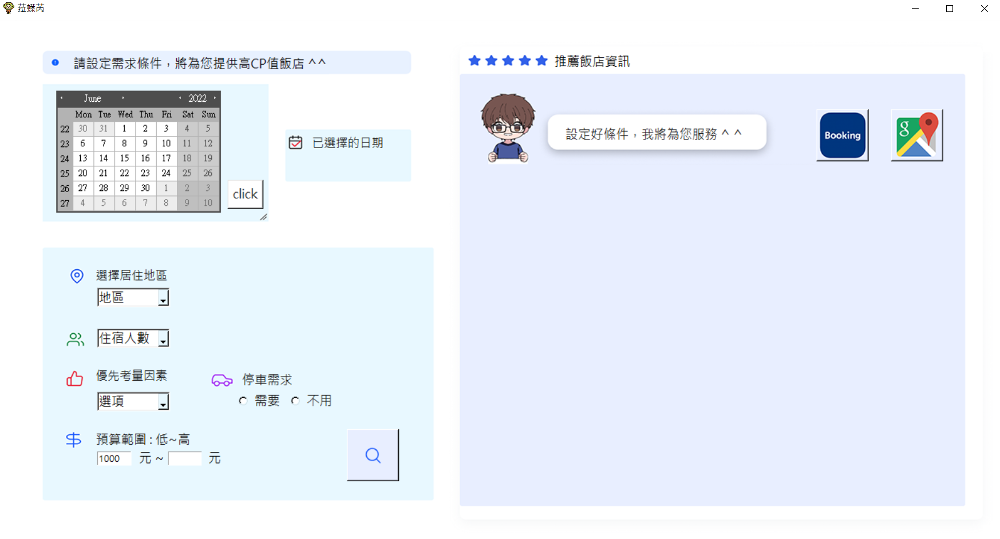 菈蝶芮
請設定需求條件，將為您提供高CP值飯店 ^^
June 2022
Mon Tue Wed Thu Fri Sat Sun
22 30 31 1 2 3 4 5
23 6 7 8 9 10 11 12
24 13 14 15 16 17 18 19
25 20 21 22 23 24 25 26
26 27 28 29 30 1 2 3
27 4 5 6 7 8 9 10
click
已選擇的日期
選擇居住地區
地區
住宿人數
優先考量因素
選項
停車需求
需要 不用
預算範圍 : 低~高
1000 元 ~ 元
推薦飯店資訊
設定好條件，我將為您服務 ^ ^
Booking
g